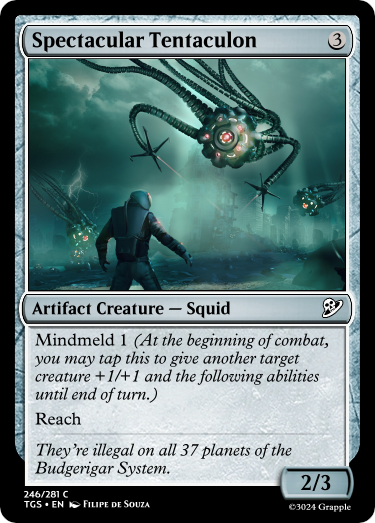 Spectacular Tentaculon 3
Artifact Creature — Squid
Mindmeld 1 (At the beginning of combat,
you may tap this to give another target
creature +1/+1 and the following abilities
until end of turn.)
Reach
They're illegal on all 37 planets of the
Budgerigar System.
2/3
246/281 C
TGS • EN Filipe de Souza
©3024 Grapple